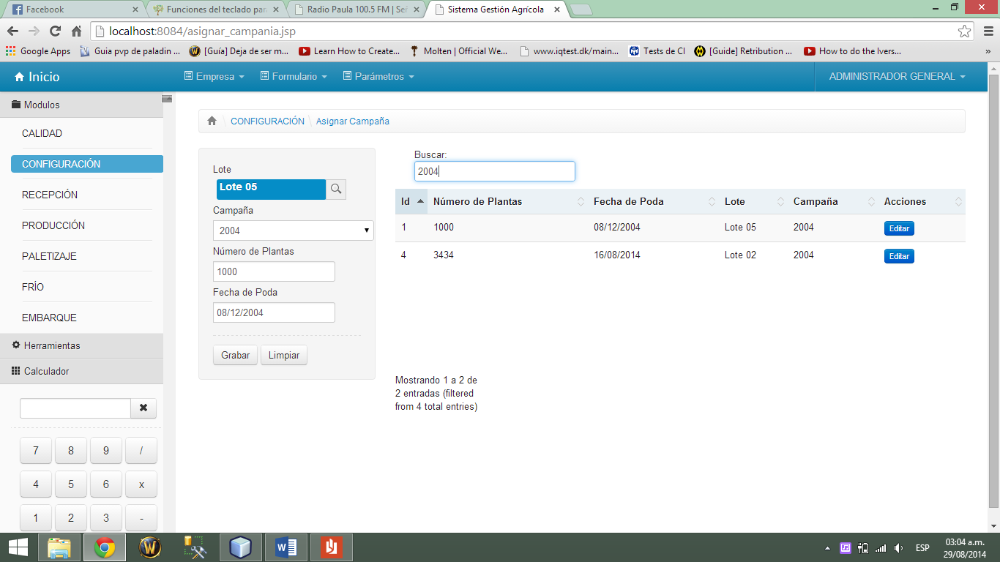 Facebook
Funciones del teclado par
Radio Paula 100.5 FM | Señ
Sistema Gestión Agrícola
localhost:8084/asignar_campania.jsp
Google Apps
Guia pvp de paladin ...
[Guía] Deja de ser m...
Learn How to Create...
Molten | Official We...
www.iqtest.dk/main...
Tests de CI
[Guide] Retribution ...
How to do the Ivers...
»
Inicio
Empresa
Formulario
Parámetros
ADMINISTRADOR GENERAL
Modulos
CALIDAD
CONFIGURACIÓN
RECEPCIÓN
PRODUCCIÓN
PALETIZAJE
FRÍO
EMBARQUE
Herramientas
Calculador
7 8 9 /
4 5 6 x
1 2 3 -
CONFIGURACIÓN \ Asignar Campaña
Lote
Lote 05
Campaña
2004
Número de Plantas
1000
Fecha de Poda
08/12/2004
Grabar Limpiar
Buscar:
2004
Id Número de Plantas Fecha de Poda Lote Campaña Acciones
1 1000 08/12/2004 Lote 05 2004 Editar
4 3434 16/08/2014 Lote 02 2004 Editar
Mostrando 1 a 2 de
2 entradas (filtered
from 4 total entries)
ESP
03:04 a.m.
29/08/2014